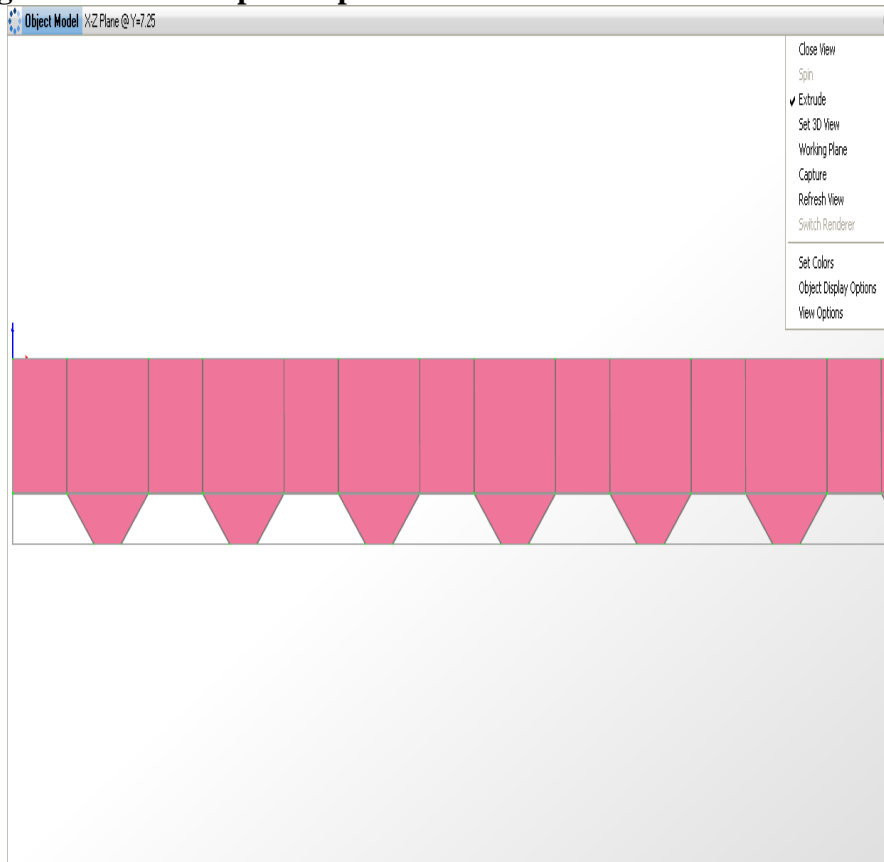 Object Model X-Z Plane @ Y=7.25
Close View
Spin
Extrude
Set 3D View
Working Plane
Capture
Refresh View
Switch Renderer
Set Colors
Object Display Options
View Options